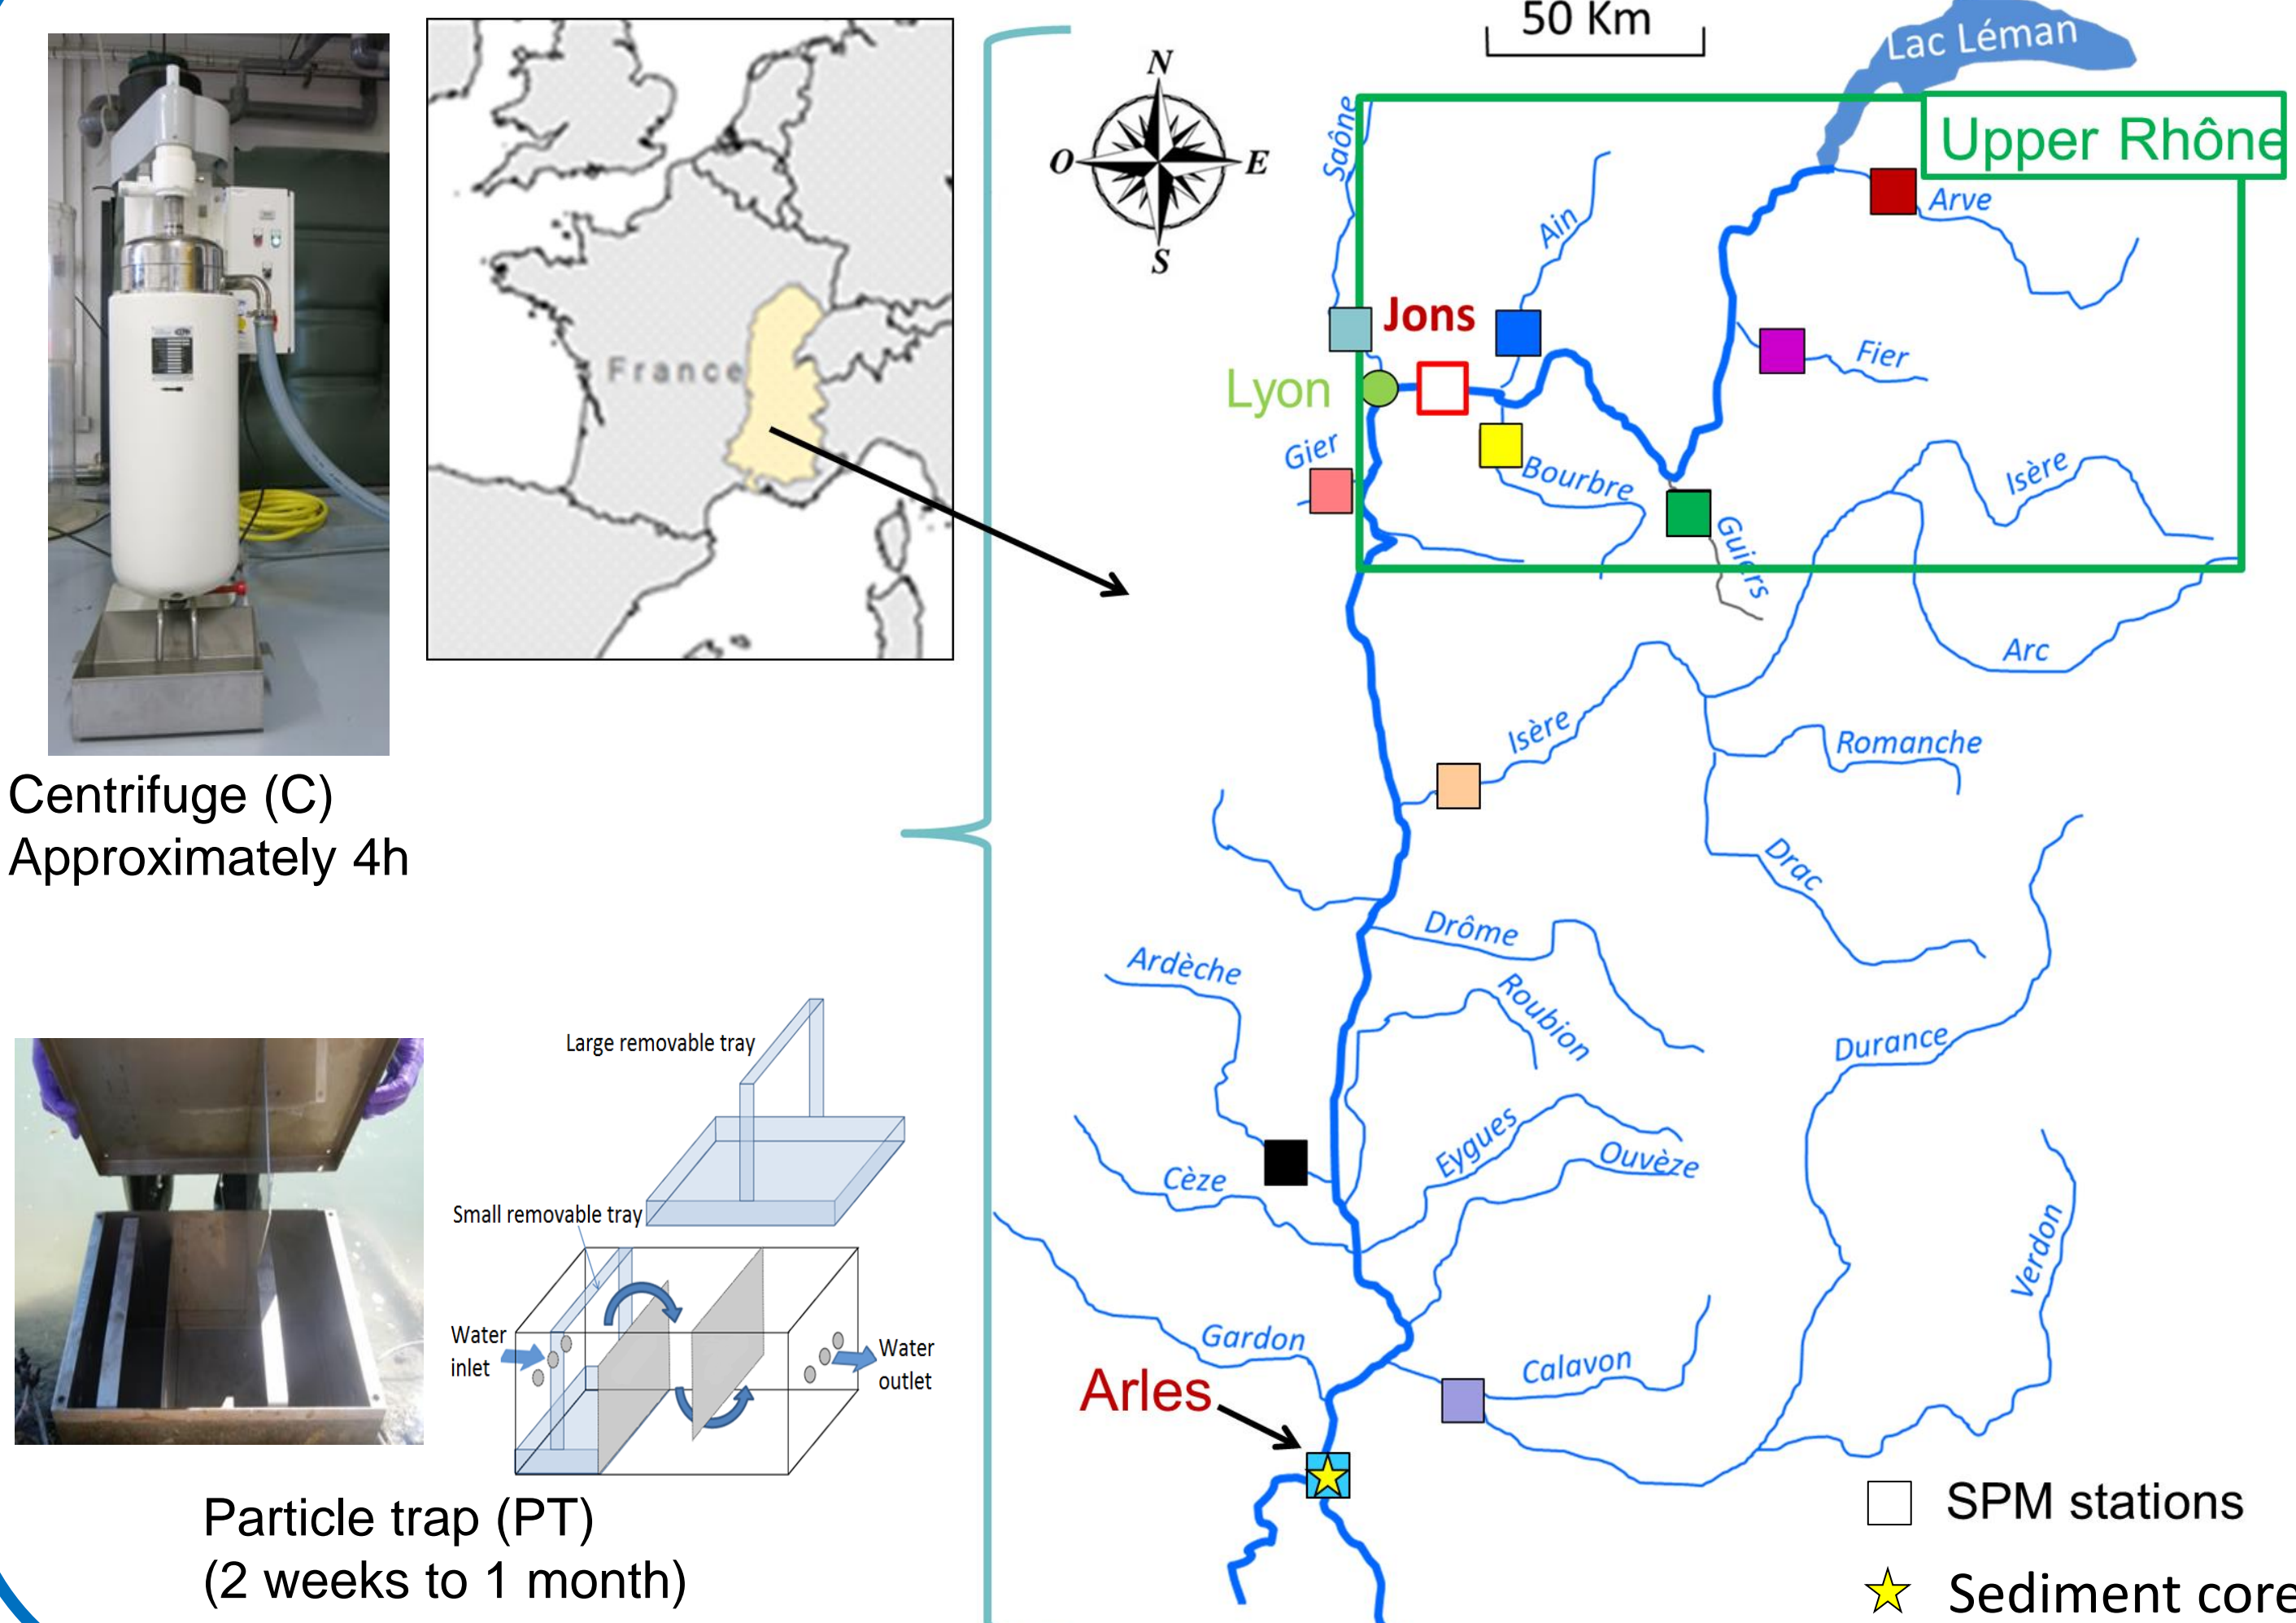 50 Km
Lac Léman
N
O
E
S
Upper Rhône
Saône
Ain
Arve
Jons
Fier
Lyon
Gier
Bourbre
Guiers
Isère
Arc
France
Isère
Romanche
Drac
Centrifuge (C)
Approximately 4h
Drôme
Ardèche
Roubion
Durance
Large removable tray
Eygues
Ouvèze
Cèze
Small removable tray
Verdon
Water
inlet
Water
outlet
Gardon
Calavon
Arles
Particle trap (PT)
(2 weeks to 1 month)
SPM stations
Sediment core